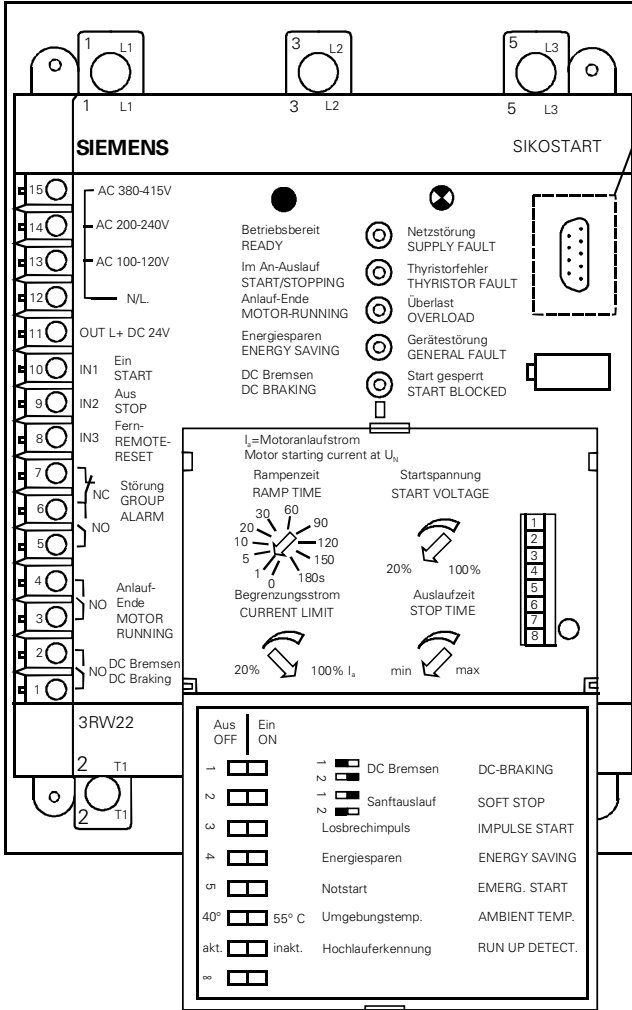 1 L1
3 L2
5 L3
1 L1
3 L2
5 L3
SIEMENS
SIKOSTART
15 AC 380-415V
14 AC 200-240V
13 AC 100-120V
12 N/L.
11 OUT L+ DC 24V
10 IN1 Ein
START
9 IN2 Aus
STOP
8 IN3 Fern-
REMOTE-
RESET
7
NC
Störung
GROUP
ALARM
6
NO
5
4
NO
Anlauf-
Ende
MOTOR
RUNNING
3
2
NO
DC Bremsen
DC Braking
1
Betriebsbereit
READY
Im An-Auslauf
START/STOPPING
Anlauf-Ende
MOTOR-RUNNING
Energiesparen
ENERGY SAVING
DC Bremsen
DC BRAKING
Netzstörung
SUPPLY FAULT
Thyristorfehler
THYRISTOR FAULT
Überlast
OVERLOAD
Gerätestörung
GENERAL FAULT
Start gesperrt
START BLOCKED
Ia=Motoranlaufstrom
Motor starting current at UN
Rampenzeit
RAMP TIME
0 1 5 10 20 30 60 90 120 150 180s
Startspannung
START VOLTAGE
20% 100%
Begrenzungsstrom
CURRENT LIMIT
20% 100% Ia
Auslaufzeit
STOP TIME
min max
1
2
3
4
5
6
7
8
3RW22
2 T1
2 T1
Aus Ein
OFF ON
1 1 2 DC Bremsen DC-BRAKING
2 1 2 Sanftauslauf SOFT STOP
3 Losbrechimpuls IMPULSE START
4 Energiesparen ENERGY SAVING
5 Notstart EMERG. START
40° 55° C Umgebungstemp. AMBIENT TEMP.
akt. inakt. Hochlauferkennung RUN UP DETECT.
8